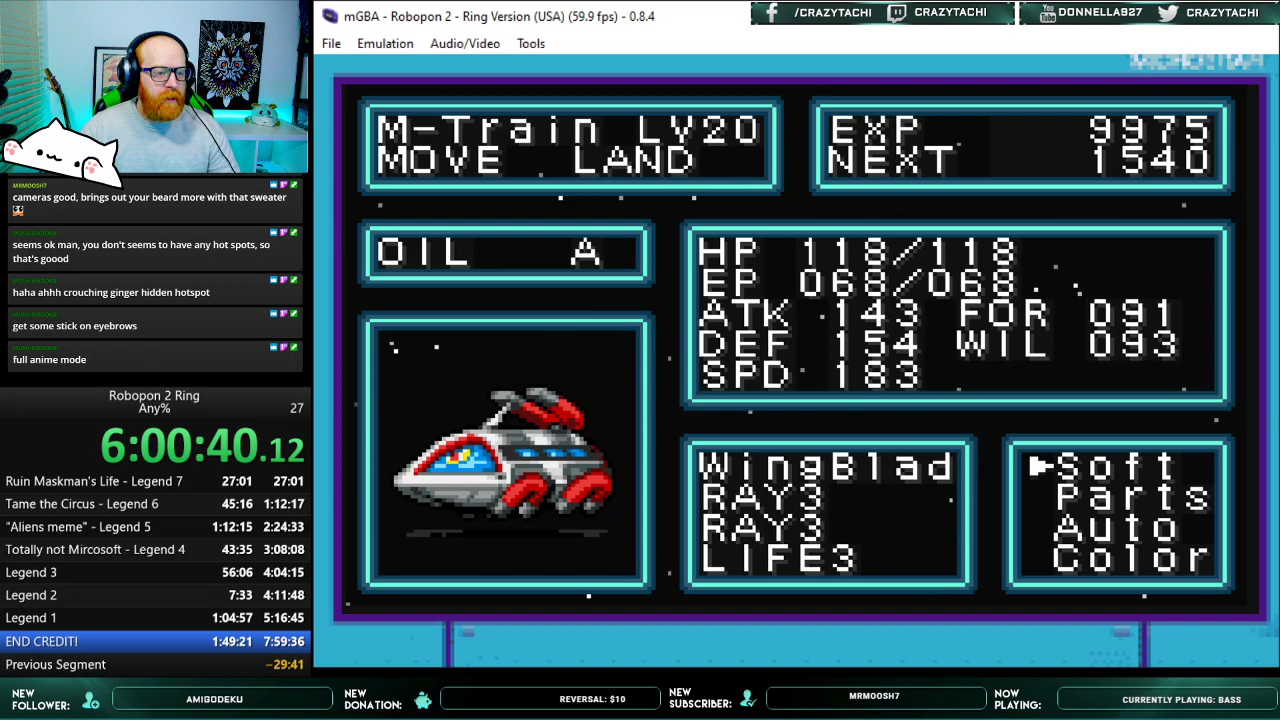 mGBA - Robopon 2 - Ring Version (USA) (59.9 fps) - 0.8.4
/CRAZYTACHI CRAZYTACHI DONNELLA927 CRAZYTACHI
File Emulation Audio/Video Tools
M-Train LV20
MOVE LAND
EXP 9975
NEXT 1540
OIL A
HP 118/118
EP 068/068
ATK 143 FOR 091
DEF 154 WIL 093
SPD 183
WingBlad
RAY3
RAY3
LIFE3
Soft
Parts
Auto
Color
MRMOOSH7
cameras good, brings out your beard more with that sweater
MUSHIEWOOKIE
seems ok man, you don't seems to have any hot spots, so
that's goood
MUSHIEWOOKIE
haha ahhh crouching ginger hidden hotspot
MUSHIEWOOKIE
get some stick on eyebrows
MUSHIEWOOKIE
full anime mode
Robopon 2 Ring
Any% 27
6:00:40.12
Ruin Maskman's Life - Legend 7 27:01 27:01
Tame the Circus - Legend 6 45:16 1:12:17
"Aliens meme" - Legend 5 1:12:15 2:24:33
Totally not Mircosoft - Legend 4 43:35 3:08:08
Legend 3 56:06 4:04:15
Legend 2 7:33 4:11:48
Legend 1 1:04:57 5:16:45
END CREDIT! 1:49:21 7:59:36
Previous Segment −29:41
NEW FOLLOWER: AMIGODEKU
NEW DONATION: REVERSAL: $10
NEW SUBSCRIBER: MRMOOSH7
NOW PLAYING: CURRENTLY PLAYING: BASS